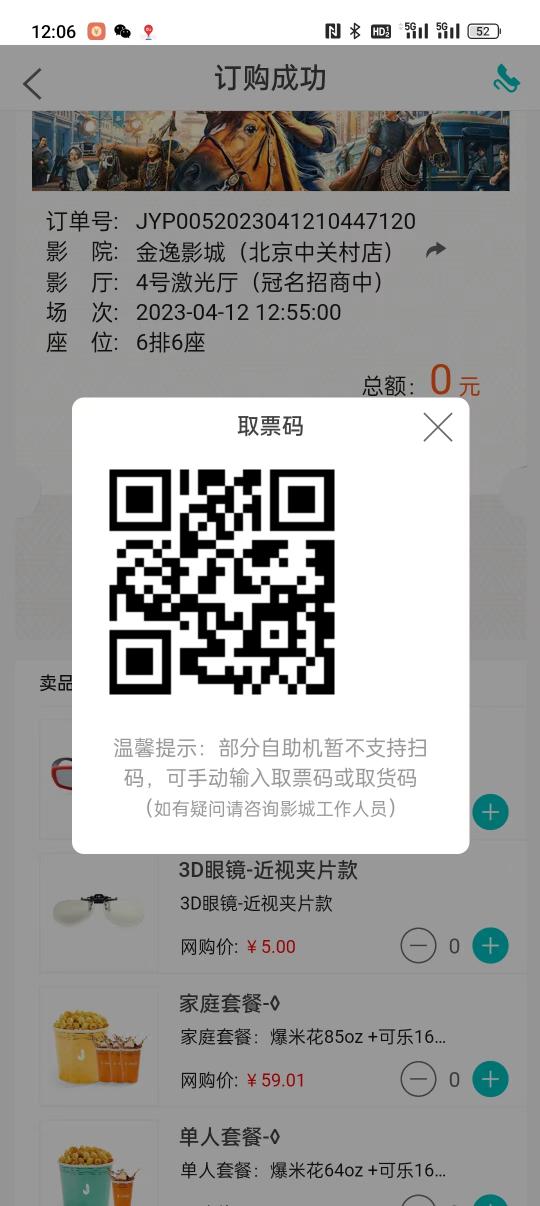 12:06
HD2 5G 5G 52
订购成功
订单号: JYP0052023041210447120
影 院: 金逸影城（北京中关村店）
影 厅: 4号激光厅（冠名招商中）
场 次: 2023-04-12 12:55:00
座 位: 6排6座
总额: 0 元
取票码
温馨提示：部分自助机暂不支持扫
码，可手动输入取票码或取货码
（如有疑问请咨询影城工作人员）
卖品
3D眼镜-近视夹片款
3D眼镜-近视夹片款
网购价: ￥5.00
0
家庭套餐-◊
家庭套餐：爆米花85oz +可乐16...
网购价: ￥59.01
0
单人套餐-◊
单人套餐：爆米花64oz +可乐16...